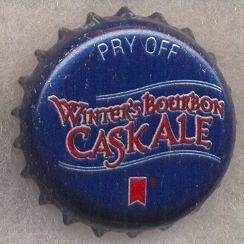 PRY OFF
WINTER'S BOURBON
CASK ALE